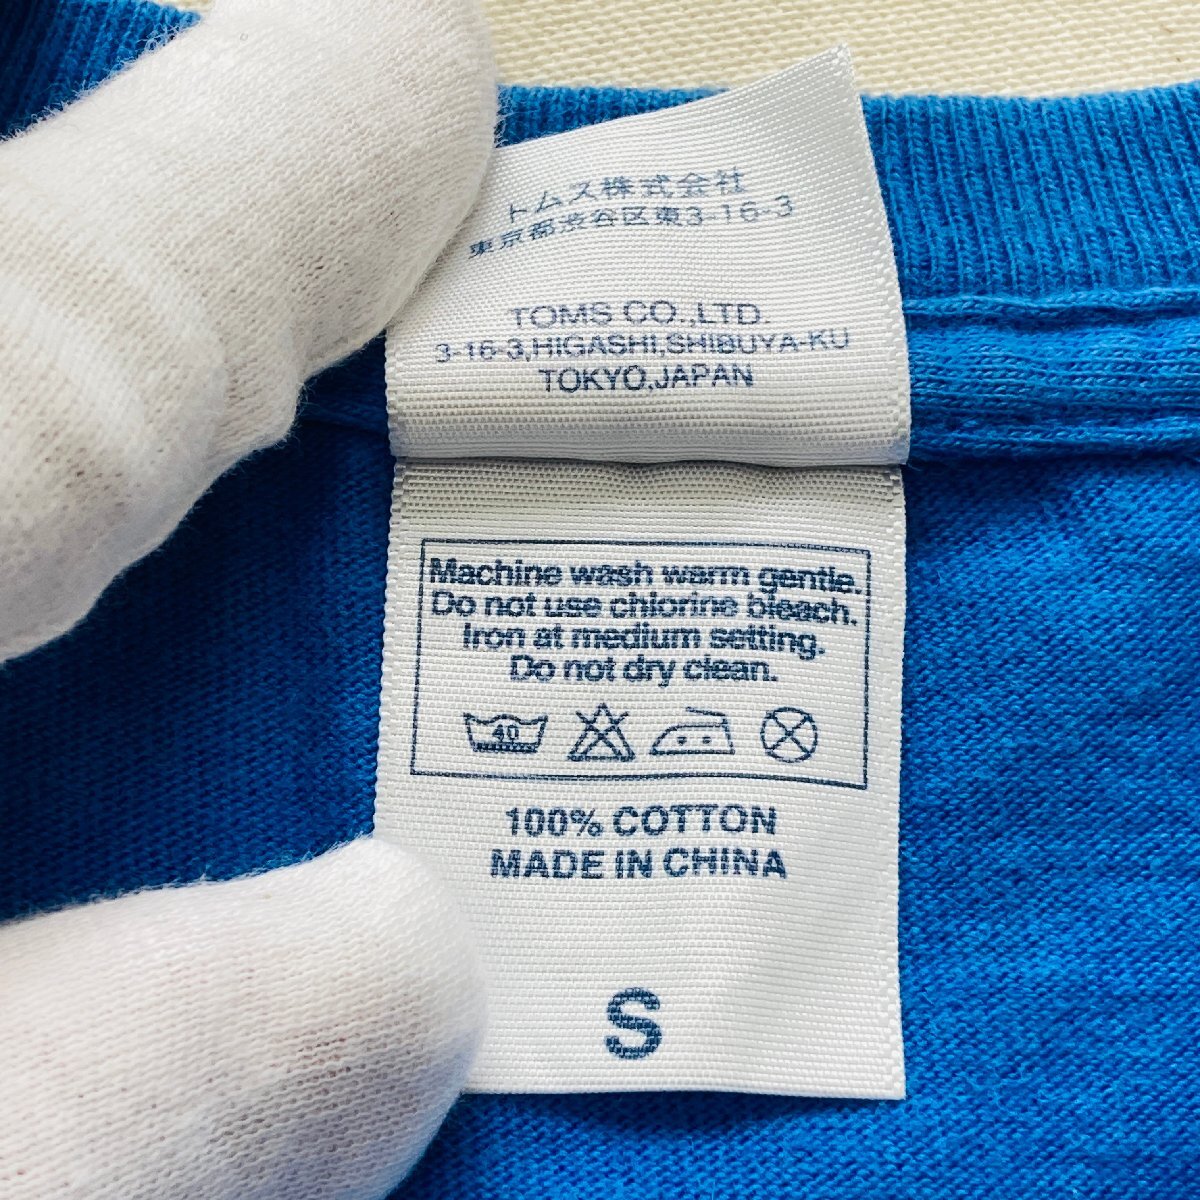 トムス株式会社
東京都渋谷区東3-16-3
TOMS CO.,LTD.
3-16-3,HIGASHI,SHIBUYA-KU
TOKYO,JAPAN
Machine wash warm gentle.
Do not use chlorine bleach.
Iron at medium setting.
Do not dry clean.
40
100% COTTON
MADE IN CHINA
S